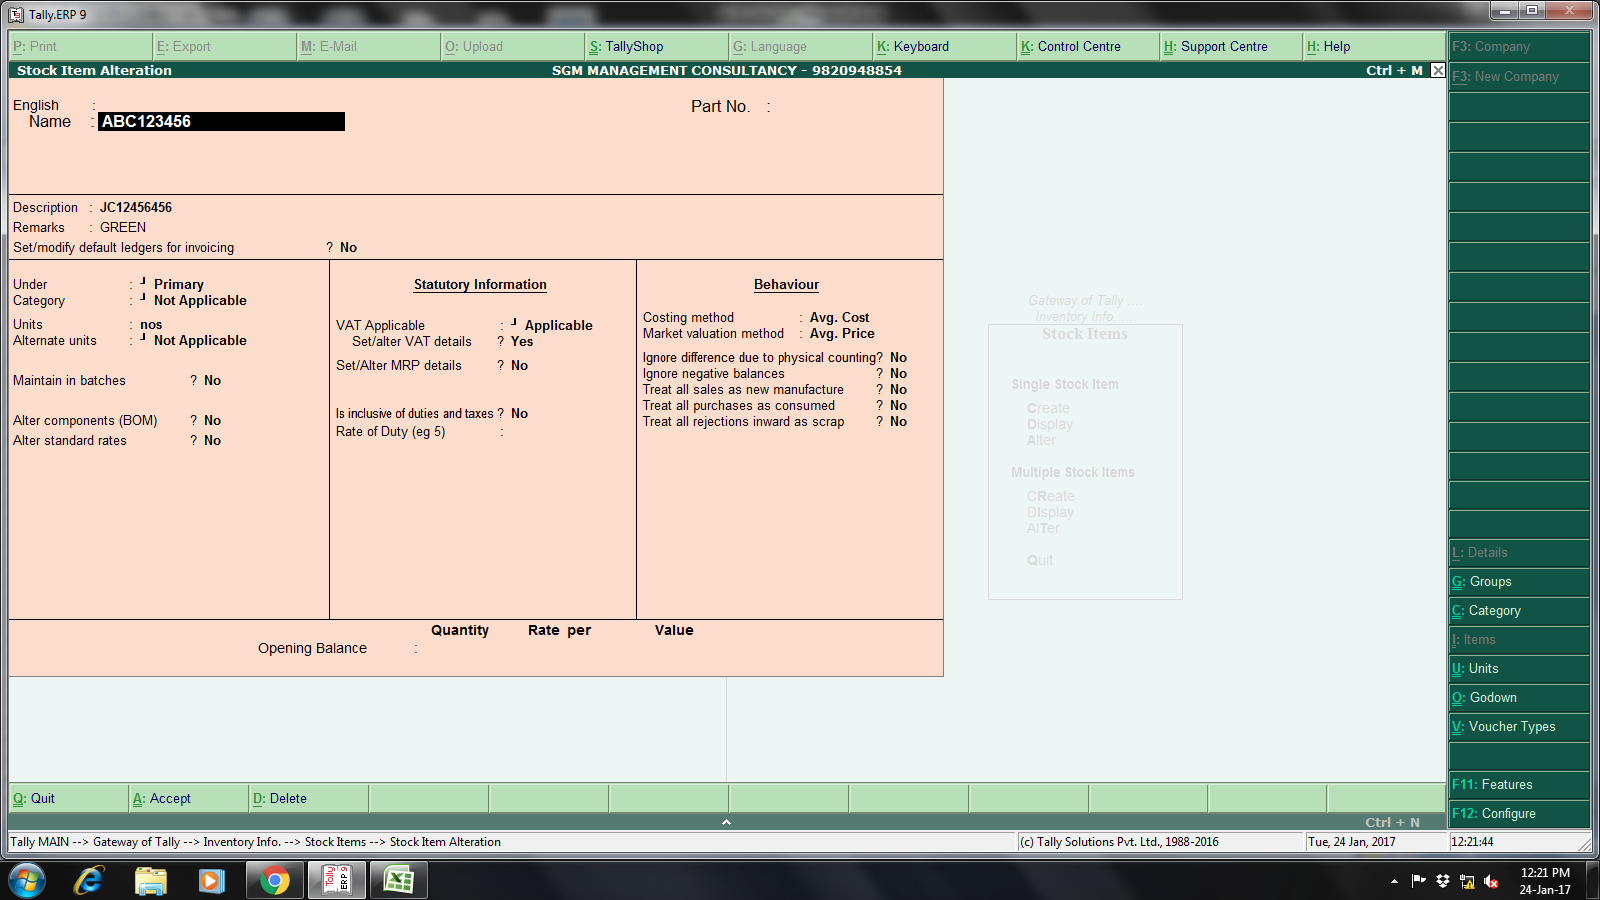 Tally.ERP 9
P: Print E: Export M: E-Mail O: Upload S: TallyShop G: Language K: Keyboard K: Control Centre H: Support Centre H: Help
Stock Item Alteration SGM MANAGEMENT CONSULTANCY - 9820948854 Ctrl + M
English :
Name : ABC123456
Part No. :
Description : JC12456456
Remarks : GREEN
Set/modify default ledgers for invoicing ? No
Under : Primary
Category : Not Applicable
Units : nos
Alternate units : Not Applicable
Maintain in batches ? No
Alter components (BOM) ? No
Alter standard rates ? No
Statutory Information
VAT Applicable : Applicable
Set/alter VAT details ? Yes
Set/Alter MRP details ? No
Is inclusive of duties and taxes ? No
Rate of Duty (eg 5) :
Behaviour
Costing method : Avg. Cost
Market valuation method : Avg. Price
Ignore difference due to physical counting? No
Ignore negative balances ? No
Treat all sales as new manufacture ? No
Treat all purchases as consumed ? No
Treat all rejections inward as scrap ? No
Quantity Rate per Value
Opening Balance :
Gateway of Tally ....
Inventory Info. ....
Stock Items
Single Stock Item
Create
Display
Alter
Multiple Stock Items
CReate
DIsplay
AlTer
Quit
F3: Company
F3: New Company
L: Details
G: Groups
C: Category
I: Items
U: Units
O: Godown
V: Voucher Types
F11: Features
F12: Configure
Q: Quit A: Accept D: Delete
Ctrl + N
Tally MAIN --> Gateway of Tally --> Inventory Info. --> Stock Items --> Stock Item Alteration (c) Tally Solutions Pvt. Ltd., 1988-2016 Tue, 24 Jan, 2017 12:21:44
Tally
ERP 9
12:21 PM
24-Jan-17